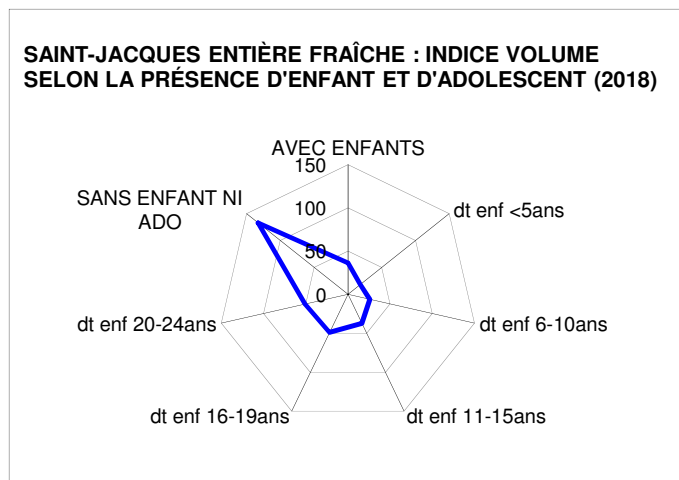 SAINT-JACQUES ENTIÈRE FRAÎCHE : INDICE VOLUME
SELON LA PRÉSENCE D'ENFANT ET D'ADOLESCENT (2018)
AVEC ENFANTS
150
100
50
0
dt enf <5ans
dt enf 6-10ans
dt enf 11-15ans
dt enf 16-19ans
dt enf 20-24ans
SANS ENFANT NI
ADO